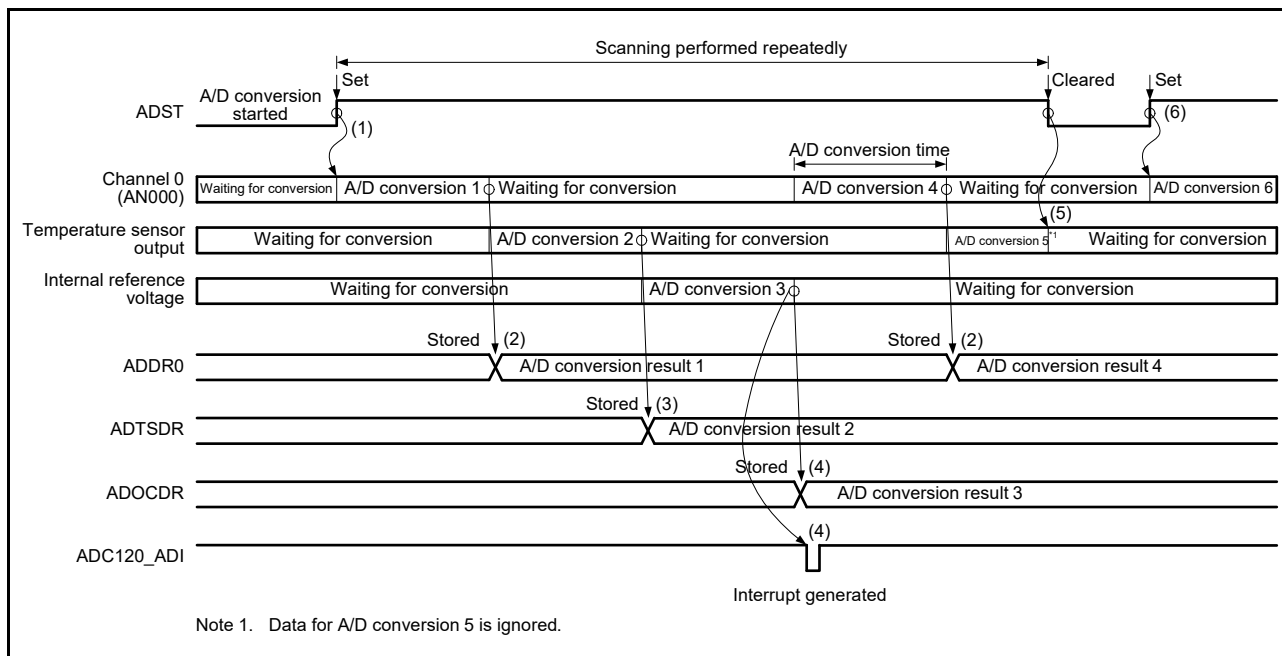 Scanning performed repeatedly
Set
Cleared
Set
A/D conversion
started
ADST
(1)
(6)
A/D conversion time
Channel 0
(AN000)
Waiting for conversion
A/D conversion 1
Waiting for conversion
A/D conversion 4
Waiting for conversion
A/D conversion 6
(5)
Temperature sensor
output
Waiting for conversion
A/D conversion 2
Waiting for conversion
A/D conversion 5*1
Waiting for conversion
Internal reference
voltage
Waiting for conversion
A/D conversion 3
Waiting for conversion
Stored
(2)
Stored
(2)
ADDR0
A/D conversion result 1
A/D conversion result 4
Stored
(3)
ADTSDR
A/D conversion result 2
Stored
(4)
ADOCDR
A/D conversion result 3
(4)
ADC120_ADI
Interrupt generated
Note 1. Data for A/D conversion 5 is ignored.